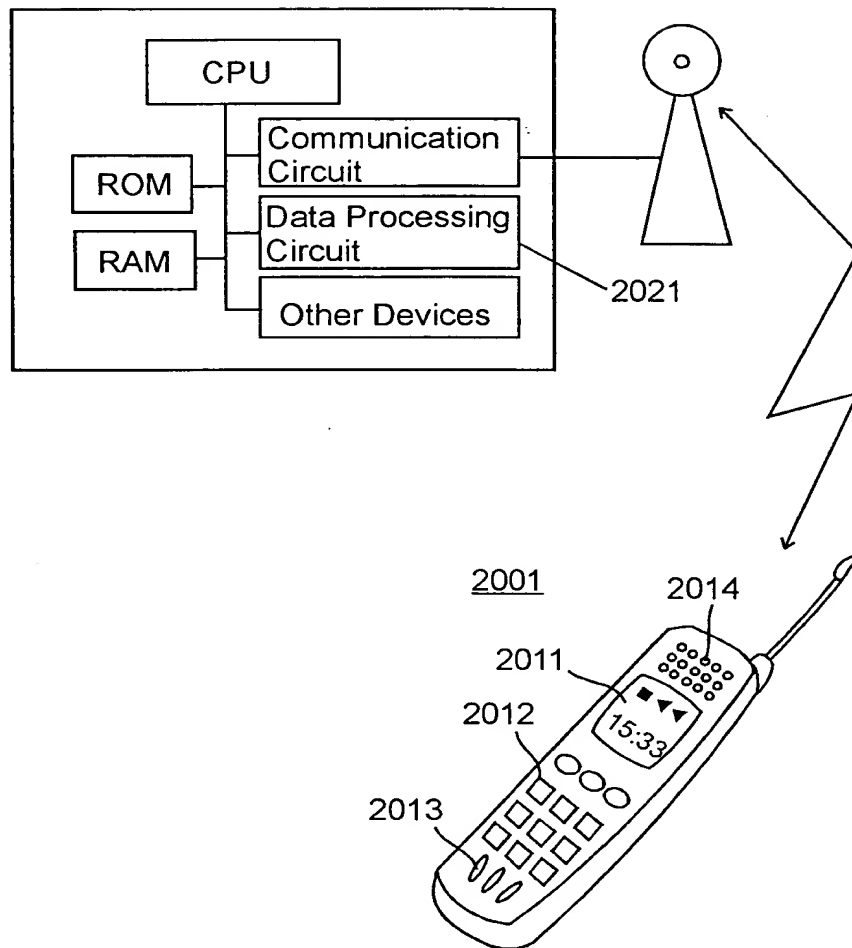 CPU
Communication
Circuit
ROM
Data Processing
Circuit
RAM
2021
Other Devices
2001
2014
2011
2012
15:33
2013